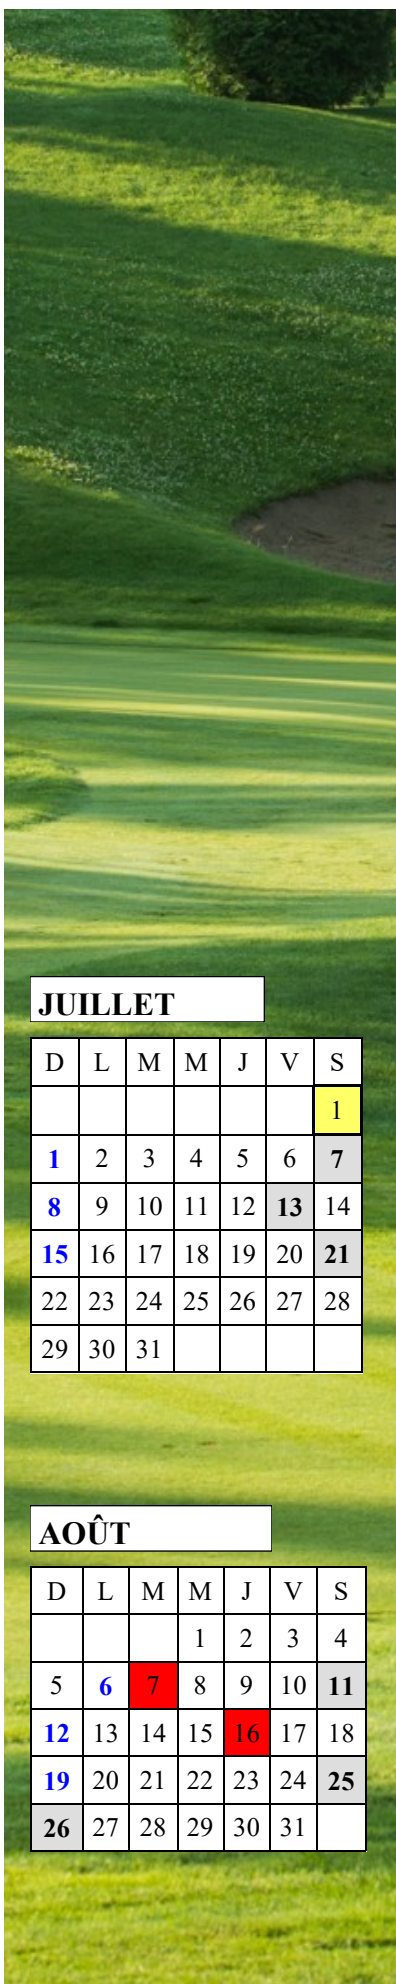 JUILLET
D L M M J V S
1
1 2 3 4 5 6 7
8 9 10 11 12 13 14
15 16 17 18 19 20 21
22 23 24 25 26 27 28
29 30 31
AOÛT
D L M M J V S
1 2 3 4
5 6 7 8 9 10 11
12 13 14 15 16 17 18
19 20 21 22 23 24 25
26 27 28 29 30 31